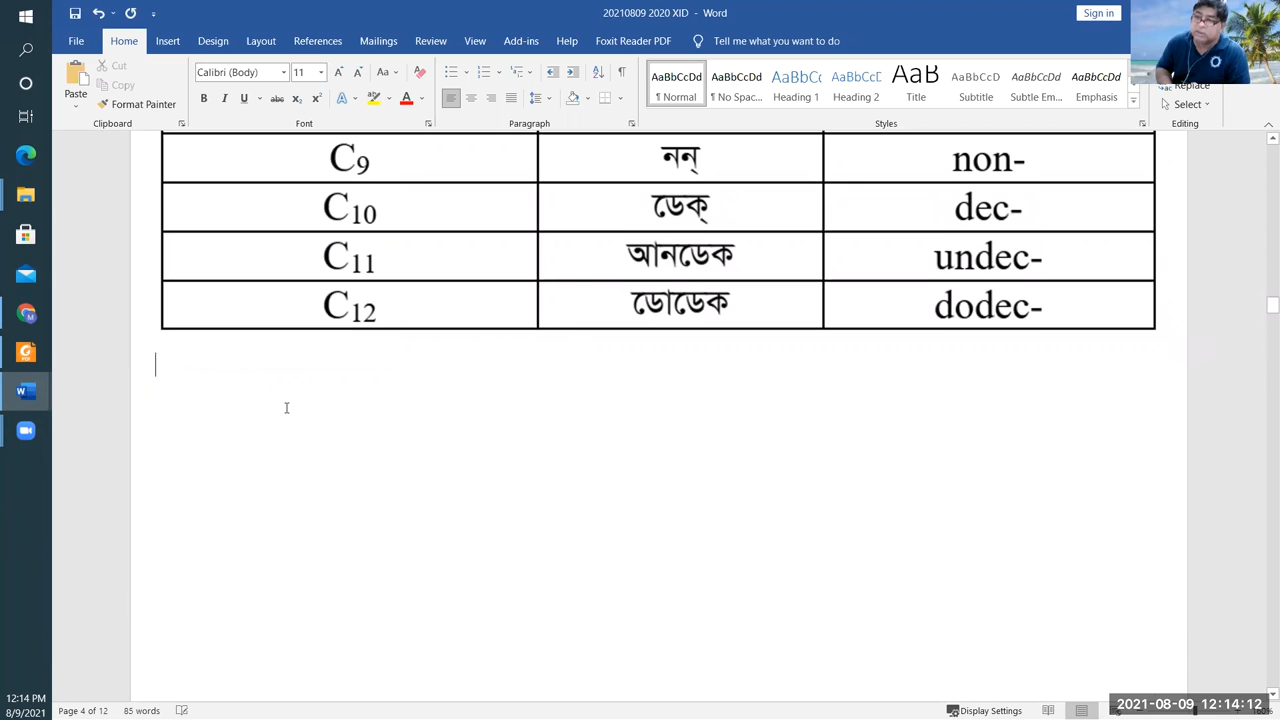 20210809 2020 XID - Word
Sign in
File Home Insert Design Layout References Mailings Review View Add-ins Help Foxit Reader PDF Tell me what you want to do
Paste
Cut
Copy
Format Painter
Clipboard
Calibri (Body) 11
Font
Paragraph
AaBbCcDd AaBbCcDd AaBbCc AaBbCcC AaB AaBbCcD AaBbCcDd AaBbCcDd
¶ Normal ¶ No Spac... Heading 1 Heading 2 Title Subtitle Subtle Em... Emphasis
Styles
Replace
Select
Editing
C9 নন্ non-
C10 ডেক্ dec-
C11 আনডেক undec-
C12 ডোডেক dodec-
12:14 PM
8/9/2021
Page 4 of 12 85 words
Display Settings
2021-08-09 12:14:12